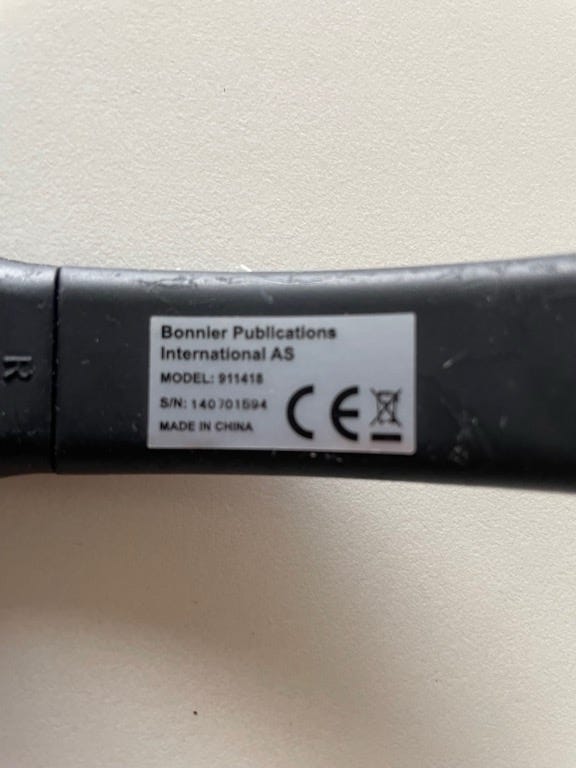 R
Bonnier Publications
International AS
MODEL: 911418
S/N: 140701594
MADE IN CHINA
CE